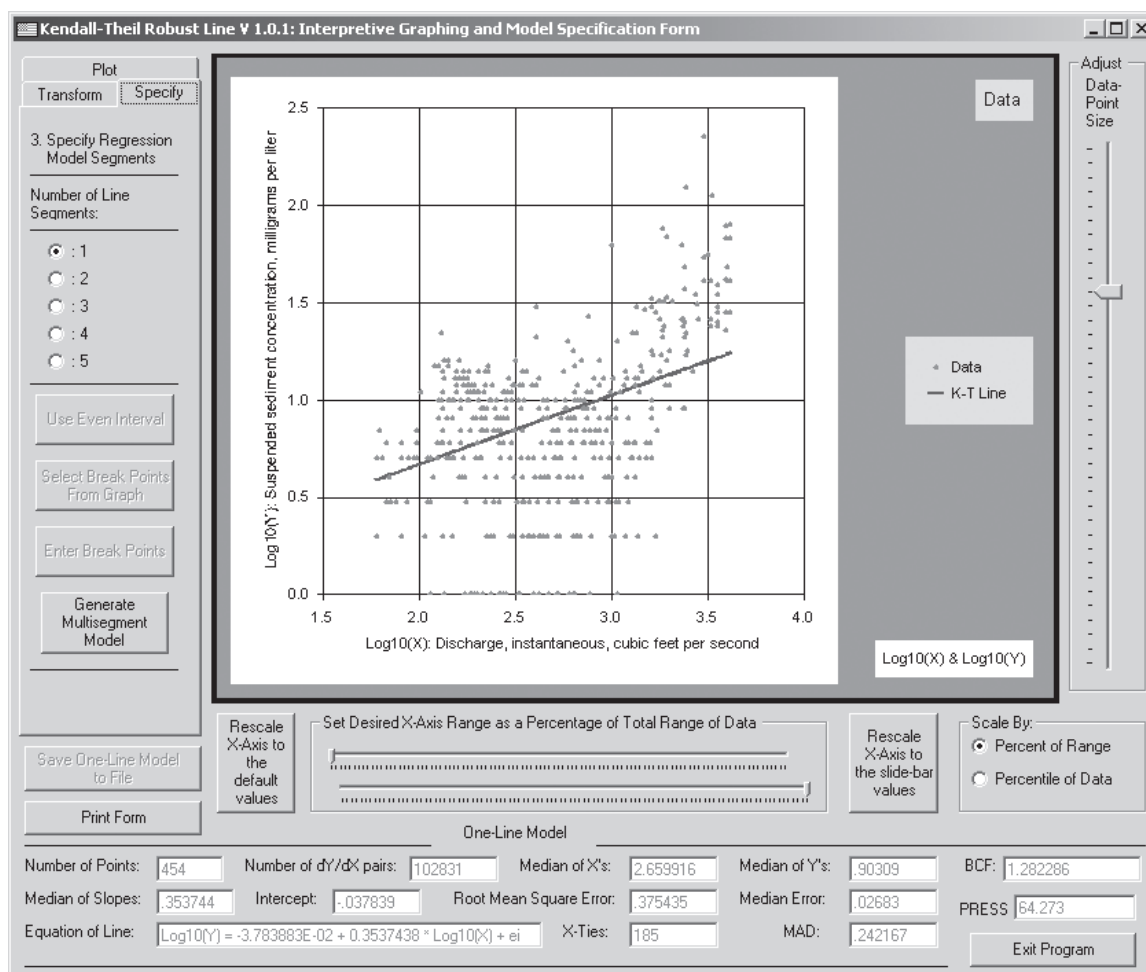 Kendall-Theil Robust Line V 1.0.1: Interpretive Graphing and Model Specification Form
Plot
Transform
Specify
3. Specify Regression
Model Segments
Number of Line
Segments:
: 1
: 2
: 3
: 4
: 5
Use Even Interval
Select Break Points
From Graph
Enter Break Points
Generate
Multisegment
Model
Save One-Line Model
to File
Print Form
Log10(Y): Suspended sediment concentration, milligrams per liter
2.5
2.0
1.5
1.0
0.5
0.0
1.5
2.0
2.5
3.0
3.5
4.0
Log10(X): Discharge, instantaneous, cubic feet per second
Data
Data
K-T Line
Log10(X) & Log10(Y)
Adjust
Data-
Point
Size
Rescale
X-Axis to
the
default
values
Set Desired X-Axis Range as a Percentage of Total Range of Data
Rescale
X-Axis to
the slide-bar
values
Scale By:
Percent of Range
Percentile of Data
One-Line Model
Number of Points: 454 Number of dY/dX pairs: 102831 Median of X's: 2.659916 Median of Y's: .90309 BCF: 1.282286
Median of Slopes: .353744 Intercept: -.037839 Root Mean Square Error: .375435 Median Error: .02683 PRESS 64.273
Equation of Line: Log10(Y) = -3.783883E-02 + 0.3537438 * Log10(X) + ei X-Ties: 185 MAD: .242167
Exit Program